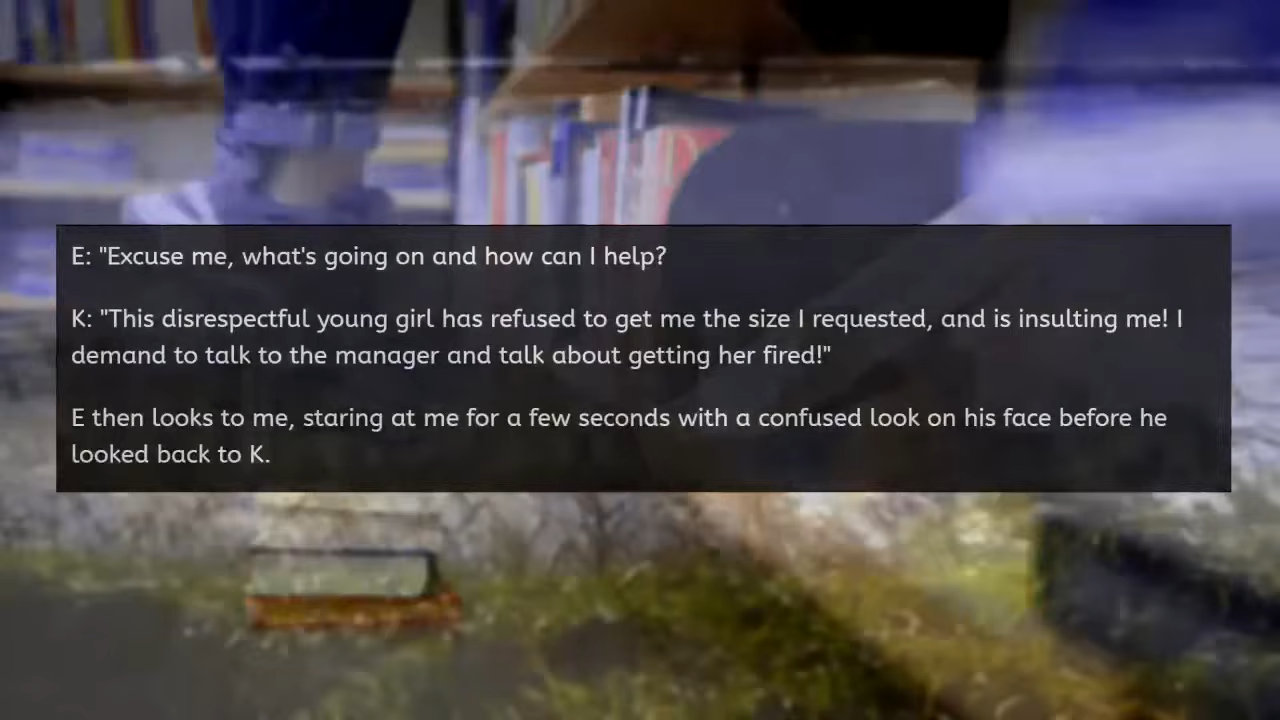 E: "Excuse me, what's going on and how can I help?
K: "This disrespectful young girl has refused to get me the size I requested, and is insulting me! I
demand to talk to the manager and talk about getting her fired!"
E then looks to me, staring at me for a few seconds with a confused look on his face before he
looked back to K.